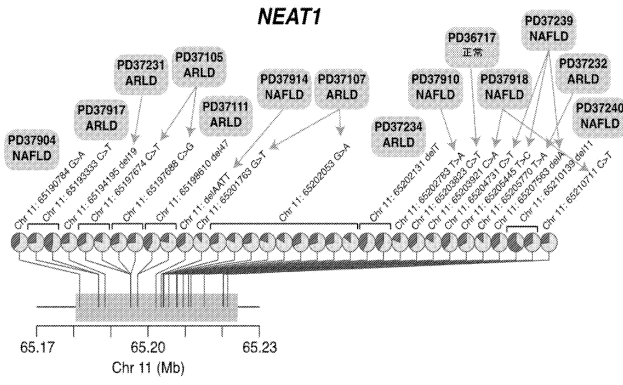 NEAT1
PD37904
NAFLD
PD37917
ARLD
PD37231
ARLD
PD37105
ARLD
PD37111
ARLD
PD37914
NAFLD
PD37107
ARLD
PD37234
ARLD
PD37910
NAFLD
PD36717
正常
PD37918
NAFLD
PD37239
NAFLD
PD37232
ARLD
PD37240
NAFLD
Chr 11: 65190784 G>A
Chr 11: 65193333 C>T
Chr 11: 65194195 del19
Chr 11: 65197674 C>T
Chr 11: 65197688 C>G
Chr 11: 65198610 del47
Chr 11: delAATT
Chr 11: 65201763 G>T
Chr 11: 65202053 G>A
Chr 11: 65202131 delT
Chr 11: 65202783 T>A
Chr 11: 65203623 C>T
Chr 11: 65203921 C>A
Chr 11: 65204731 C>
Chr 11: 65205445 T>C
Chr 11: 65205770 T>A
Chr 11: 65207563 delA
Chr 11: 65210139 del11
Chr 11: 65210711 C>T
65.17 65.20 65.23
Chr 11 (Mb)